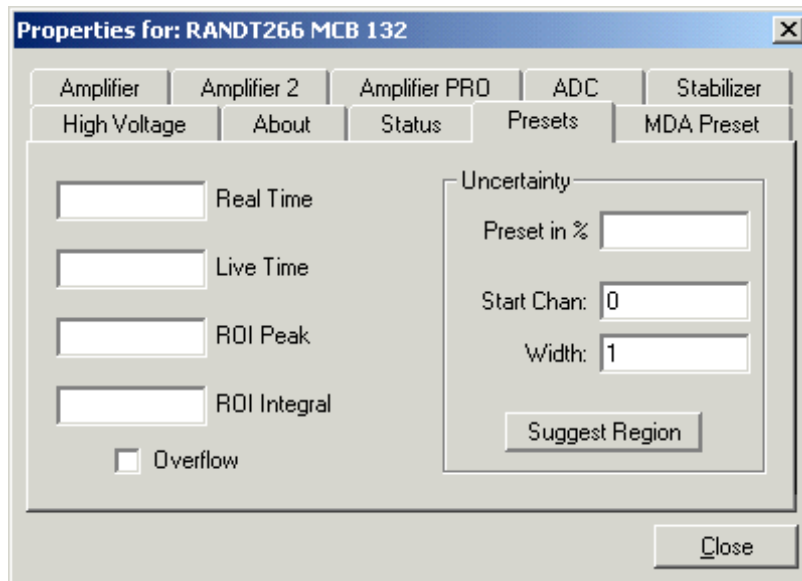 Properties for: RANDT266 MCB 132
Amplifier Amplifier 2 Amplifier PRO ADC Stabilizer
High Voltage About Status Presets MDA Preset
Real Time
Live Time
ROI Peak
ROI Integral
Overflow
Uncertainty
Preset in %
Start Chan: 0
Width: 1
Suggest Region
Close